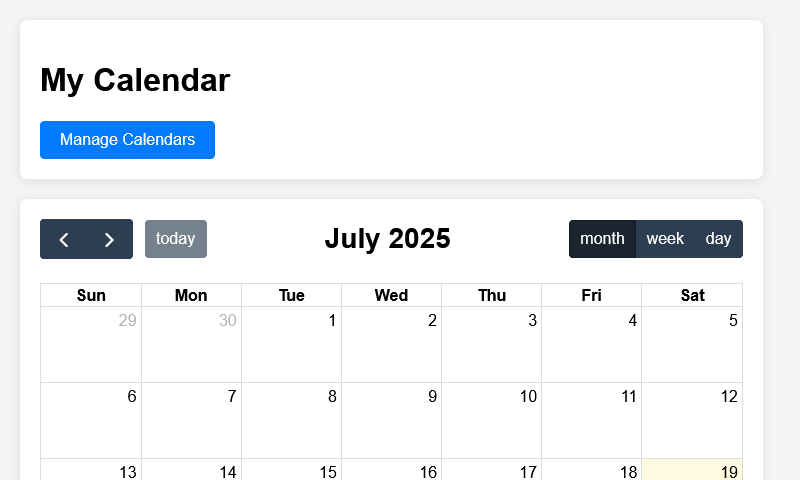 My Calendar
Manage Calendars
today
July 2025
month week day
Sun Mon Tue Wed Thu Fri Sat
29 30 1 2 3 4 5
6 7 8 9 10 11 12
13 14 15 16 17 18 19